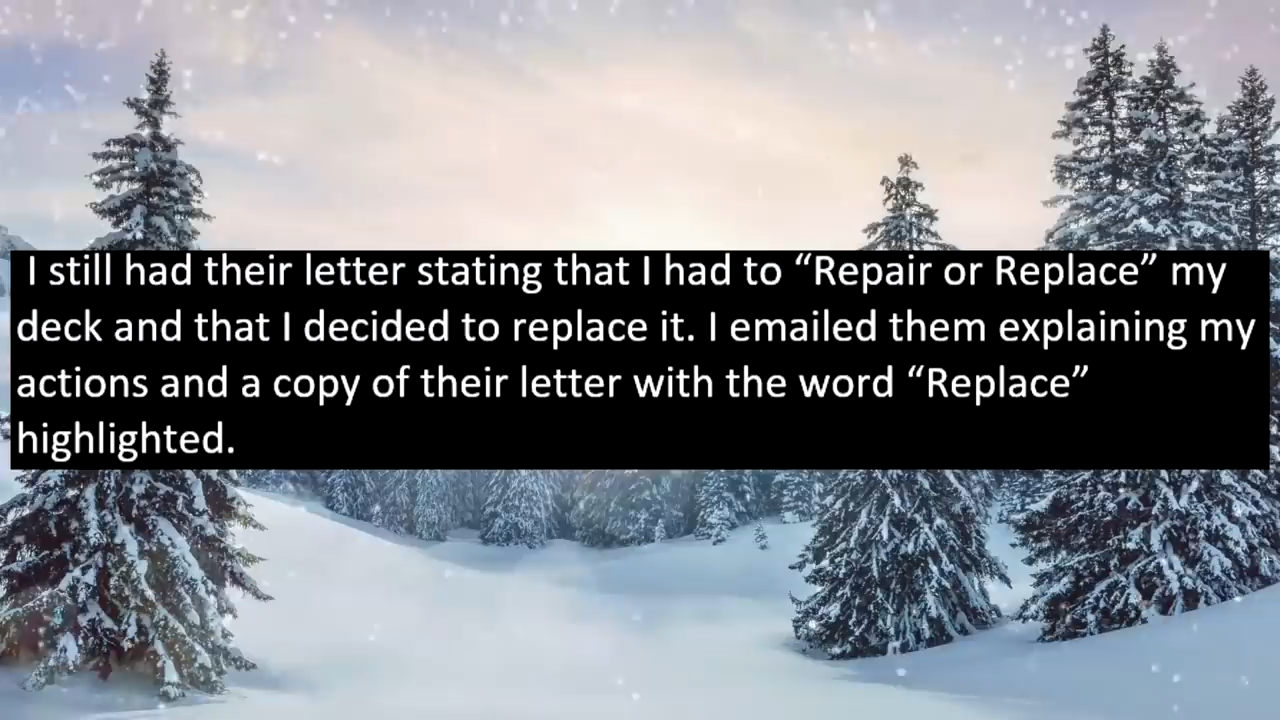 I still had their letter stating that I had to “Repair or Replace” my
deck and that I decided to replace it. I emailed them explaining my
actions and a copy of their letter with the word “Replace”
highlighted.